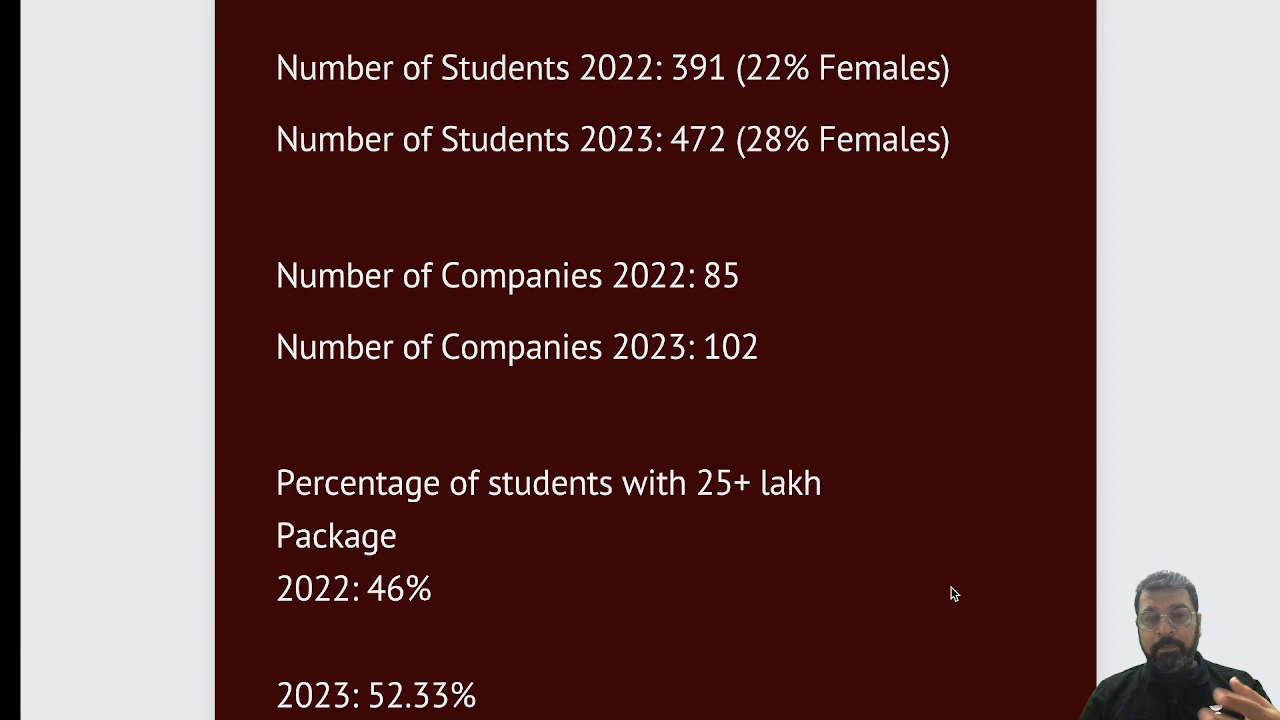 Number of Students 2022: 391 (22% Females)
Number of Students 2023: 472 (28% Females)
Number of Companies 2022: 85
Number of Companies 2023: 102
Percentage of students with 25+ lakh
Package
2022: 46%
2023: 52.33%